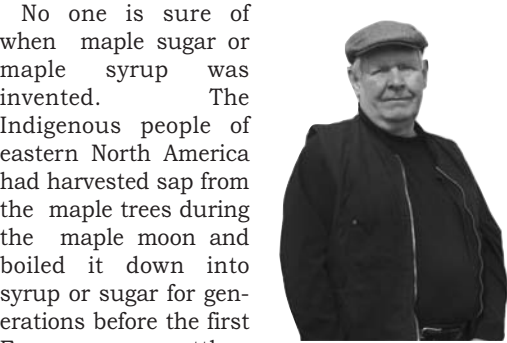 No one is sure of
when maple sugar or
maple syrup was
invented. The
Indigenous people of
eastern North America
had harvested sap from
the maple trees during
the maple moon and
boiled it down into
syrup or sugar for gen-
erations before the first